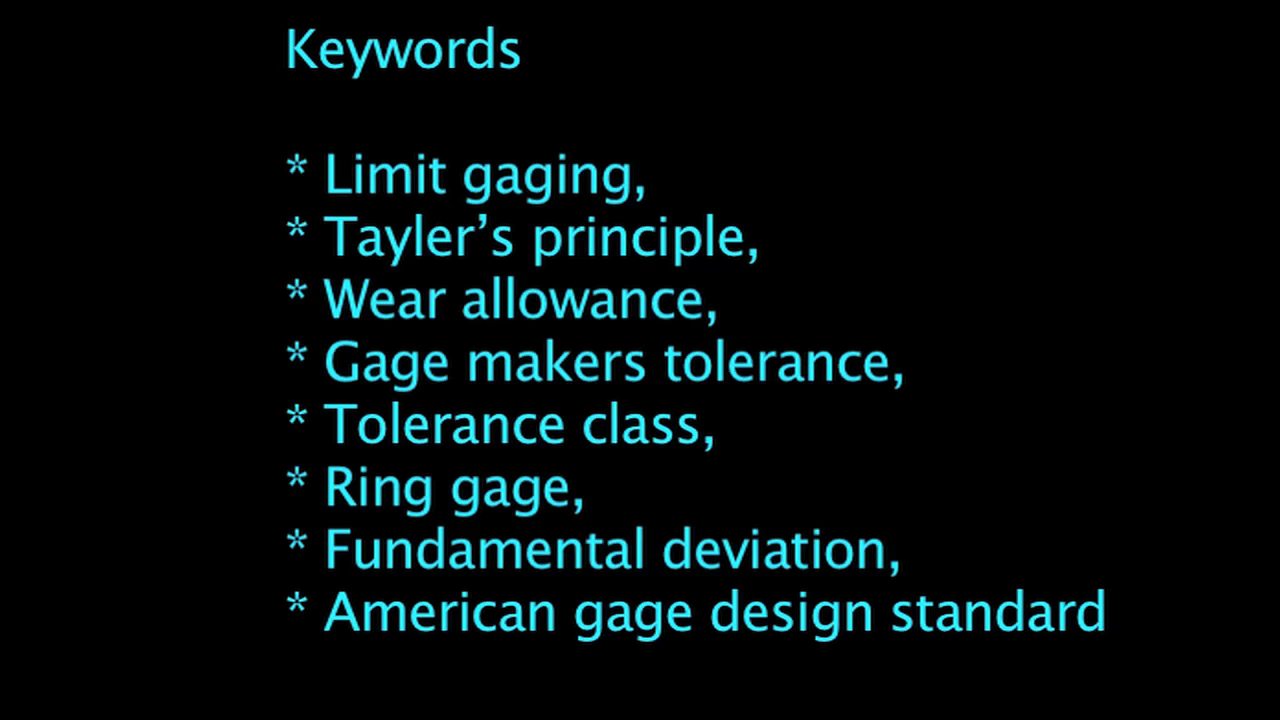 Keywords
* Limit gaging,
* Tayler’s principle,
* Wear allowance,
* Gage makers tolerance,
* Tolerance class,
* Ring gage,
* Fundamental deviation,
* American gage design standard